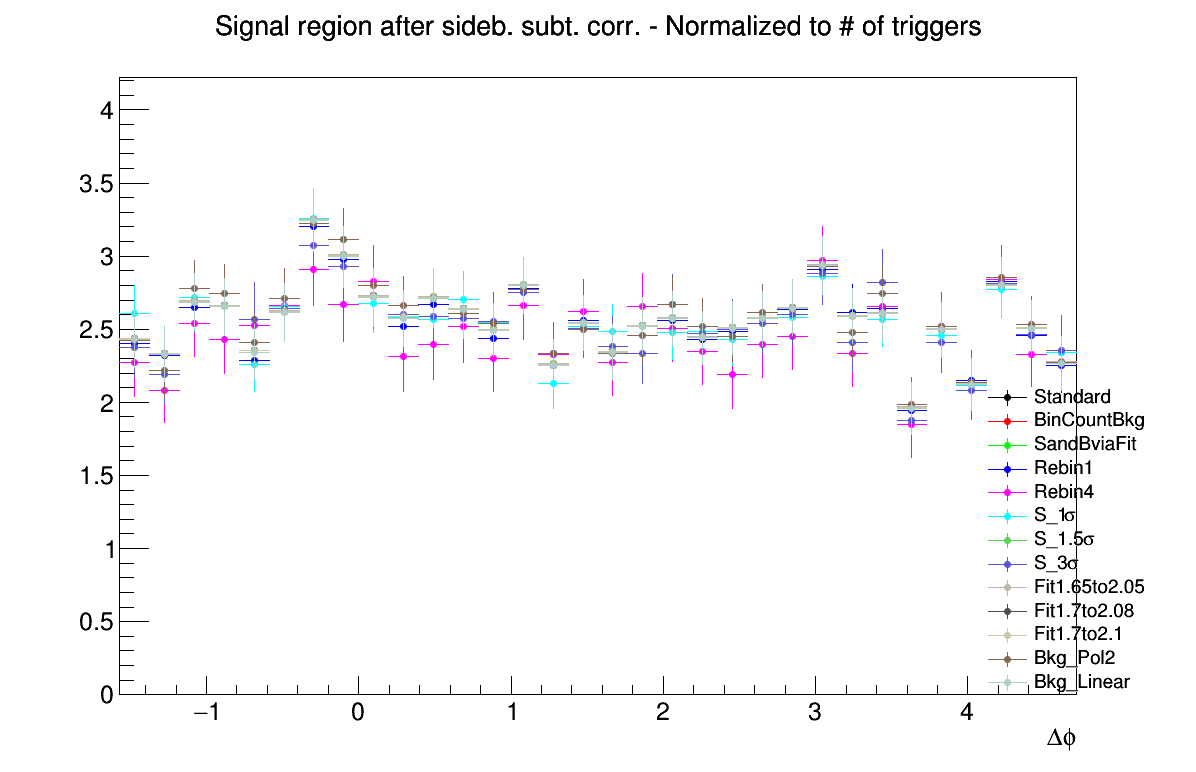 Signal region after sideb. subt. corr. - Normalized to # of triggers
4
3.5
3
2.5
2
1.5
1
0.5
0
−1
0
1
2
3
4
Δϕ
Standard
BinCountBkg
SandBviaFit
Rebin1
Rebin4
S_1σ
S_1.5σ
S_3σ
Fit1.65to2.05
Fit1.7to2.08
Fit1.7to2.1
Bkg_Pol2
Bkg_Linear